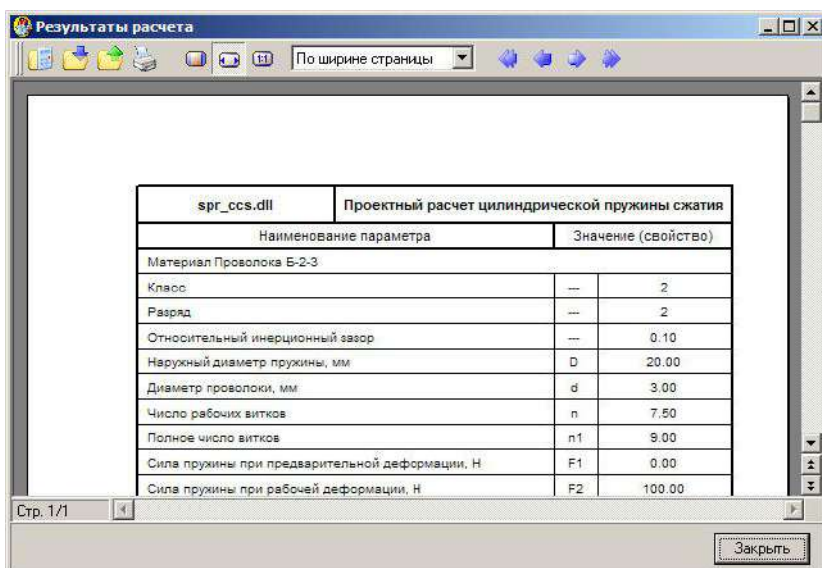 Результаты расчета
1:1 По ширине страницы
spr_ccs.dll Проектный расчет цилиндрической пружины сжатия
Наименование параметра Значение (свойство)
Материал Проволока Б-2-3
Класс --- 2
Разряд --- 2
Относительный инерционный зазор --- 0.10
Наружный диаметр пружины, мм D 20.00
Диаметр проволоки, мм d 3.00
Число рабочих витков n 7.50
Полное число витков n1 9.00
Сила пружины при предварительной деформации, Н F1 0.00
Сила пружины при рабочей деформации, Н F2 100.00
Стр. 1/1
Закрыть